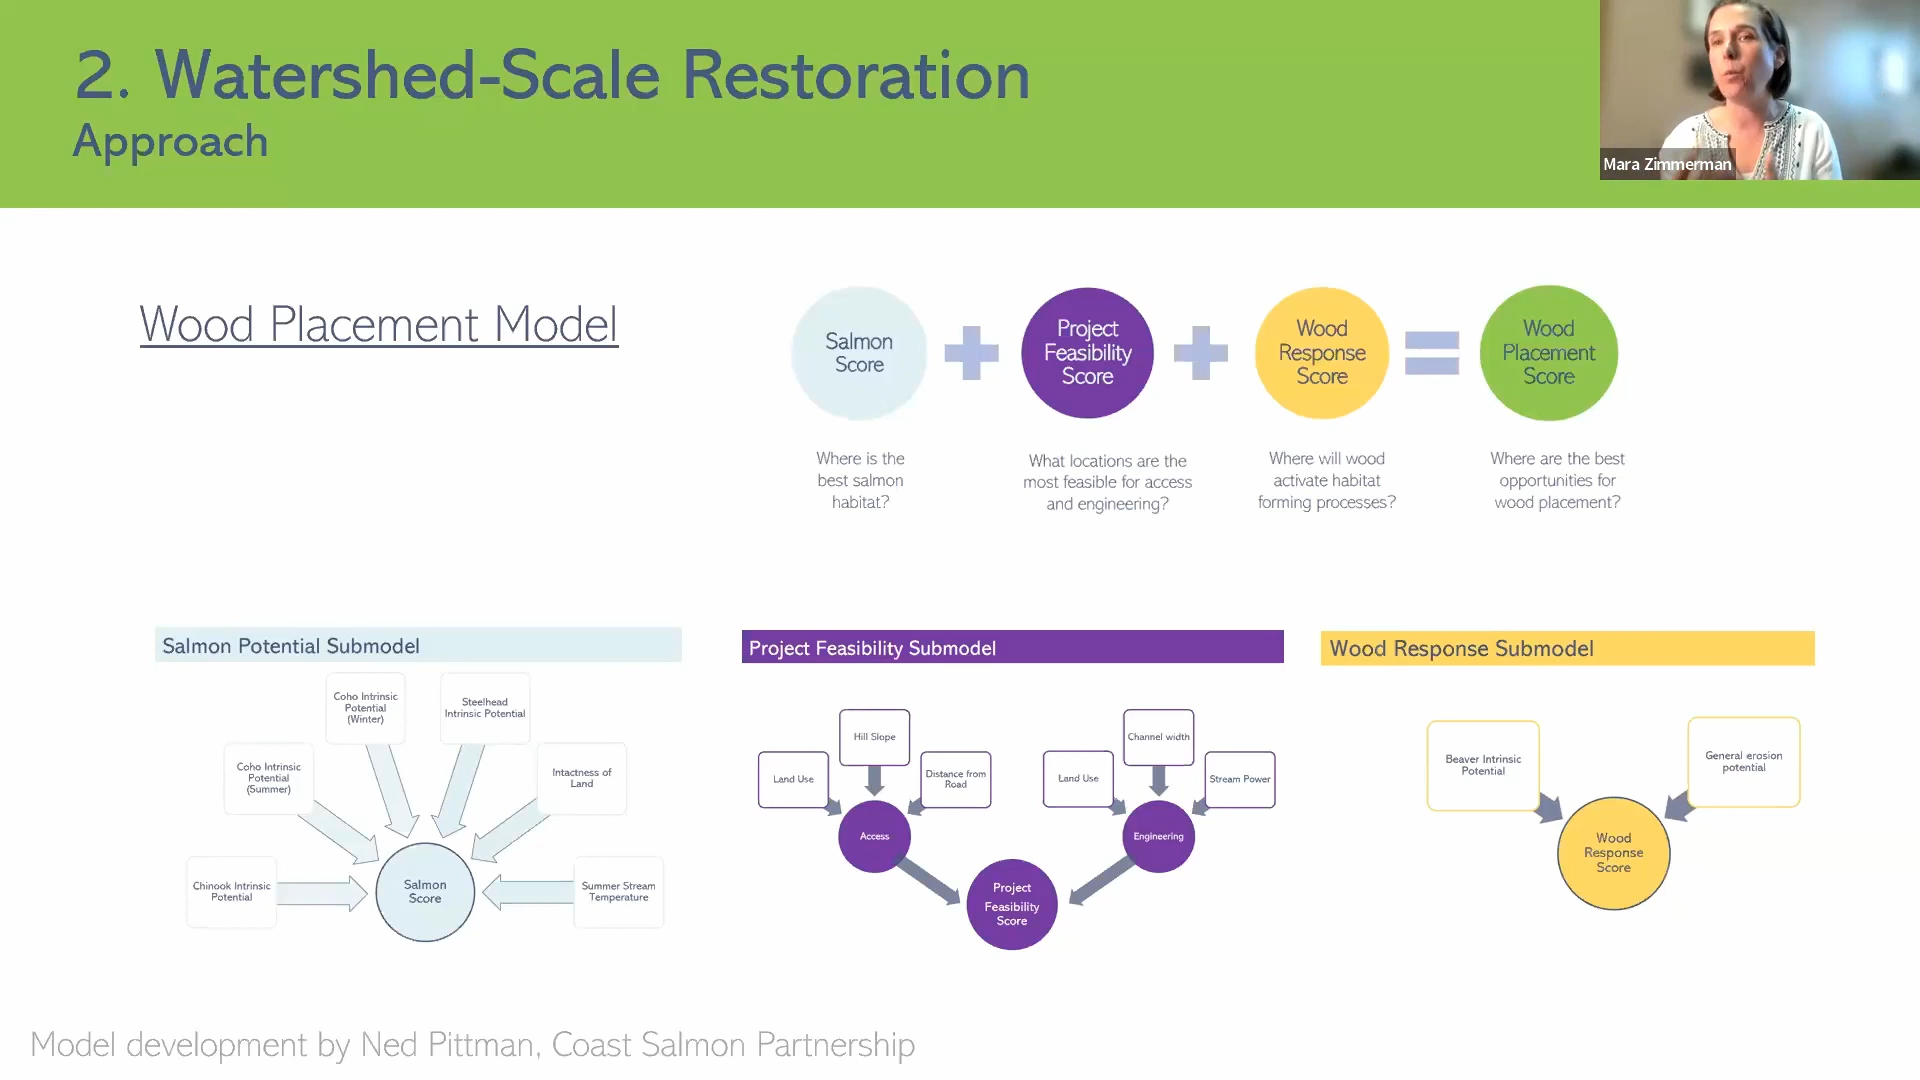 2. Watershed-Scale Restoration
Approach
Mara Zimmerman
Wood Placement Model
Salmon
Score
Project
Feasibility
Score
Wood
Response
Score
Wood
Placement
Score
Where is the
best salmon
habitat?
What locations are the
most feasible for access
and engineering?
Where will wood
activate habitat
forming processes?
Where are the best
opportunities for
wood placement?
Salmon Potential Submodel
Coho Intrinsic
Potential
(Winter)
Steelhead
Intrinsic Potential
Coho Intrinsic
Potential
(Summer)
Intactness of
Land
Chinook Intrinsic
Potential
Salmon
Score
Summer Stream
Temperature
Project Feasibility Submodel
Hill Slope
Land Use
Distance from
Road
Access
Channel width
Land Use
Stream Power
Engineering
Project
Feasibility
Score
Wood Response Submodel
Beaver Intrinsic
Potential
General erosion
potential
Wood
Response
Score
Model development by Ned Pittman, Coast Salmon Partnership